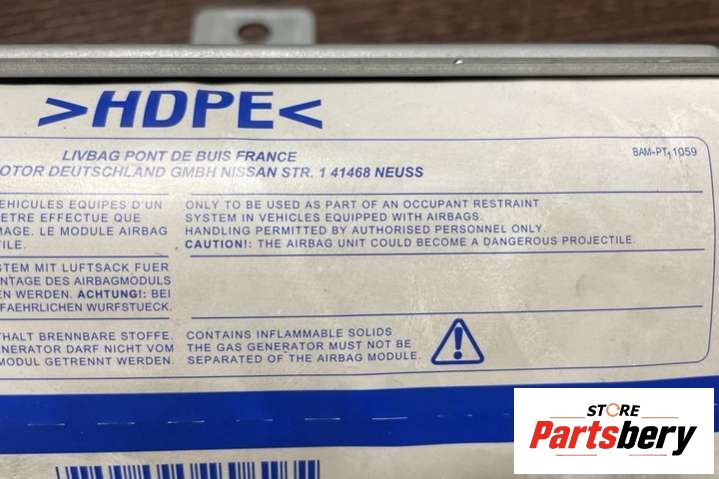 >HDPE<
LIVBAG PONT DE BUIS FRANCE
BAM-PT, 1059
OTOR DEUTSCHLAND GMBH NISSAN STR. 1 41468 NEUSS
EHICULES EQUIPES D'UN
ETRE EFFECTUE QUE
MAGE. LE MODULE AIRBAG
TILE.
ONLY TO BE USED AS PART OF AN OCCUPANT RESTRAINT
SYSTEM IN VEHICLES EQUIPPED WITH AIRBAGS.
HANDLING PERMITTED BY AUTHORISED PERSONNEL ONLY.
CAUTION!: THE AIRBAG UNIT COULD BECOME A DANGEROUS PROJECTILE.
STEM MIT LUFTSACK FUER
NTAGE DES AIRBAGMODULS
EN WERDEN. ACHTUNG!: BEI
FAEHRLICHEN WURFSTUECK.
THALT BRENNBARE STOFFE.
GENERATOR DARF NICHT VOM
MODUL GETRENNT WERDEN
CONTAINS INFLAMMABLE SOLIDS
THE GAS GENERATOR MUST NOT BE
SEPARATED OF THE AIRBAG MODULE.
STORE
Partsbery